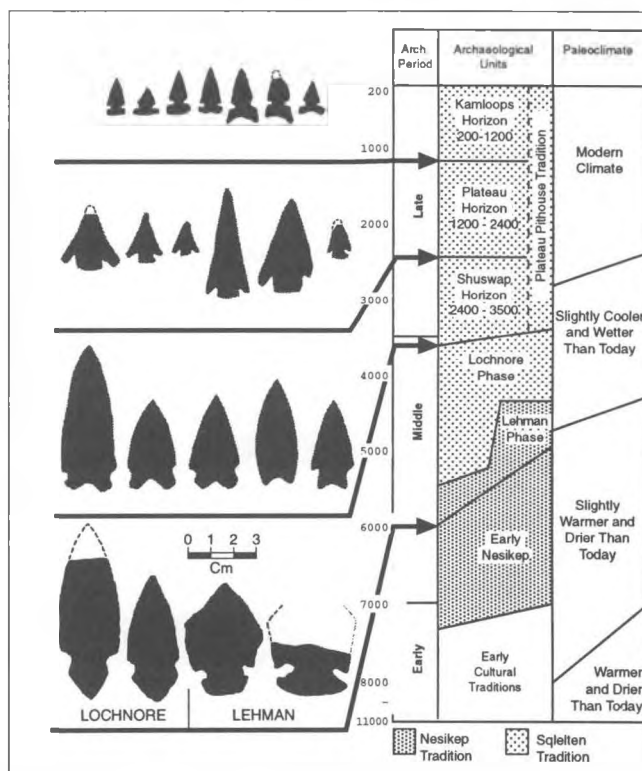 Arch.
Period
Archaeological
Units
Paleoclimate
200
1000
2000
3000
4000
5000
6000
7000
8000
11000
Late
Middle
Early
Kamloops
Horizon
200-1200
Plateau
Horizon
1200 - 2400
Shuswap
Horizon
2400 - 3500
Plateau Pithouse Tradition
Lochnore
Phase
Lehman
Phase
Early
Nesikep
Early
Cultural
Traditions
Modern
Climate
Slightly Cooler
and Wetter
Than Today
Slightly
Warmer and
Drier Than
Today
Warmer
and Drier
Than Today
0 1 2 3
Cm
LOCHNORE
LEHMAN
Nesikep
Tradition
Sqlelten
Tradition